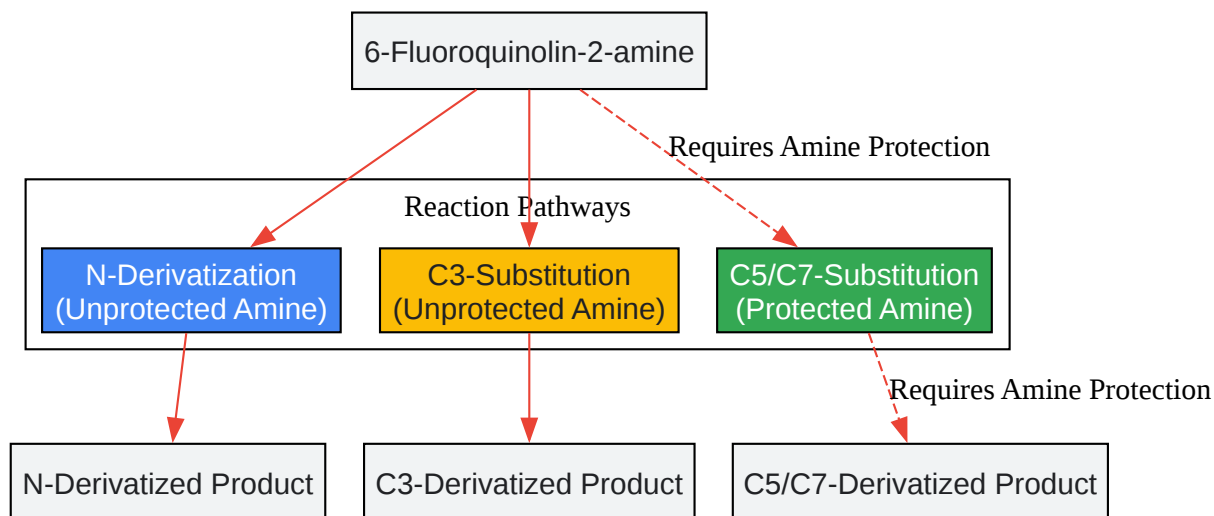 6-Fluoroquinolin-2-amine
Requires Amine Protection
Reaction Pathways
N-Derivatization
(Unprotected Amine)
C3-Substitution
(Unprotected Amine)
C5/C7-Substitution
(Protected Amine)
Requires Amine Protection
N-Derivatized Product
C3-Derivatized Product
C5/C7-Derivatized Product